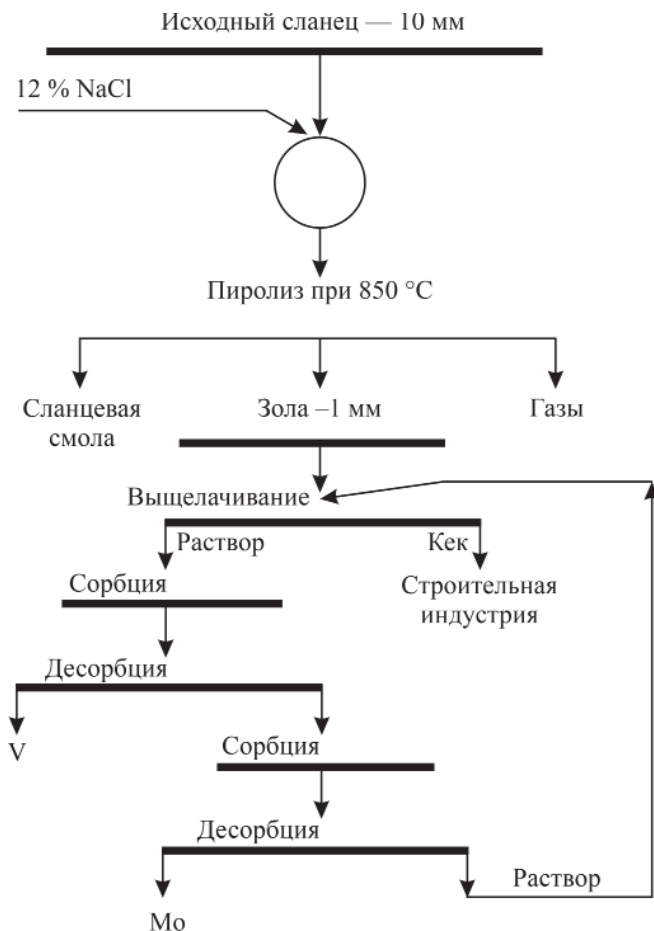 Исходный сланец — 10 мм
12 % NaCl
Пиролиз при 850 °C
Сланцевая
смола
Зола –1 мм
Газы
Выщелачивание
Раствор
Кек
Сорбция
Строительная
индустрия
Десорбция
V
Сорбция
Десорбция
Раствор
Mo